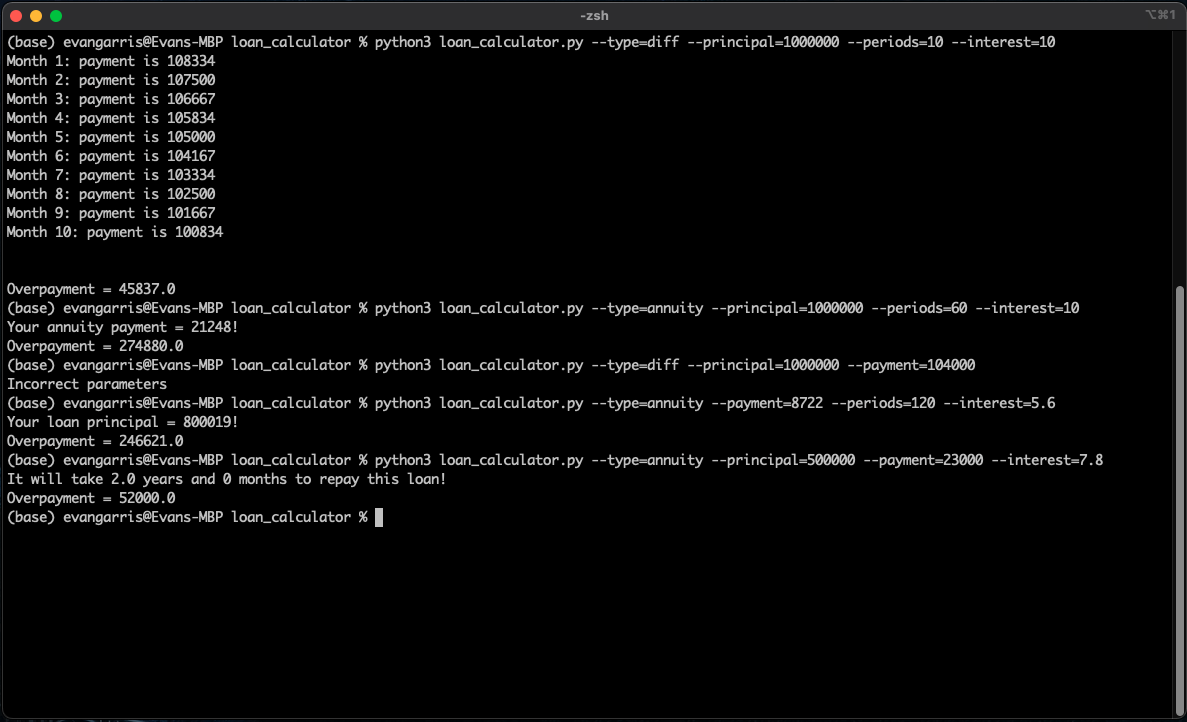 -zsh
⌥⌘1
(base) evangarris@Evans-MBP loan_calculator % python3 loan_calculator.py --type=diff --principal=1000000 --periods=10 --interest=10
Month 1: payment is 108334
Month 2: payment is 107500
Month 3: payment is 106667
Month 4: payment is 105834
Month 5: payment is 105000
Month 6: payment is 104167
Month 7: payment is 103334
Month 8: payment is 102500
Month 9: payment is 101667
Month 10: payment is 100834
Overpayment = 45837.0
(base) evangarris@Evans-MBP loan_calculator % python3 loan_calculator.py --type=annuity --principal=1000000 --periods=60 --interest=10
Your annuity payment = 21248!
Overpayment = 274880.0
(base) evangarris@Evans-MBP loan_calculator % python3 loan_calculator.py --type=diff --principal=1000000 --payment=104000
Incorrect parameters
(base) evangarris@Evans-MBP loan_calculator % python3 loan_calculator.py --type=annuity --payment=8722 --periods=120 --interest=5.6
Your loan principal = 800019!
Overpayment = 246621.0
(base) evangarris@Evans-MBP loan_calculator % python3 loan_calculator.py --type=annuity --principal=500000 --payment=23000 --interest=7.8
It will take 2.0 years and 0 months to repay this loan!
Overpayment = 52000.0
(base) evangarris@Evans-MBP loan_calculator %